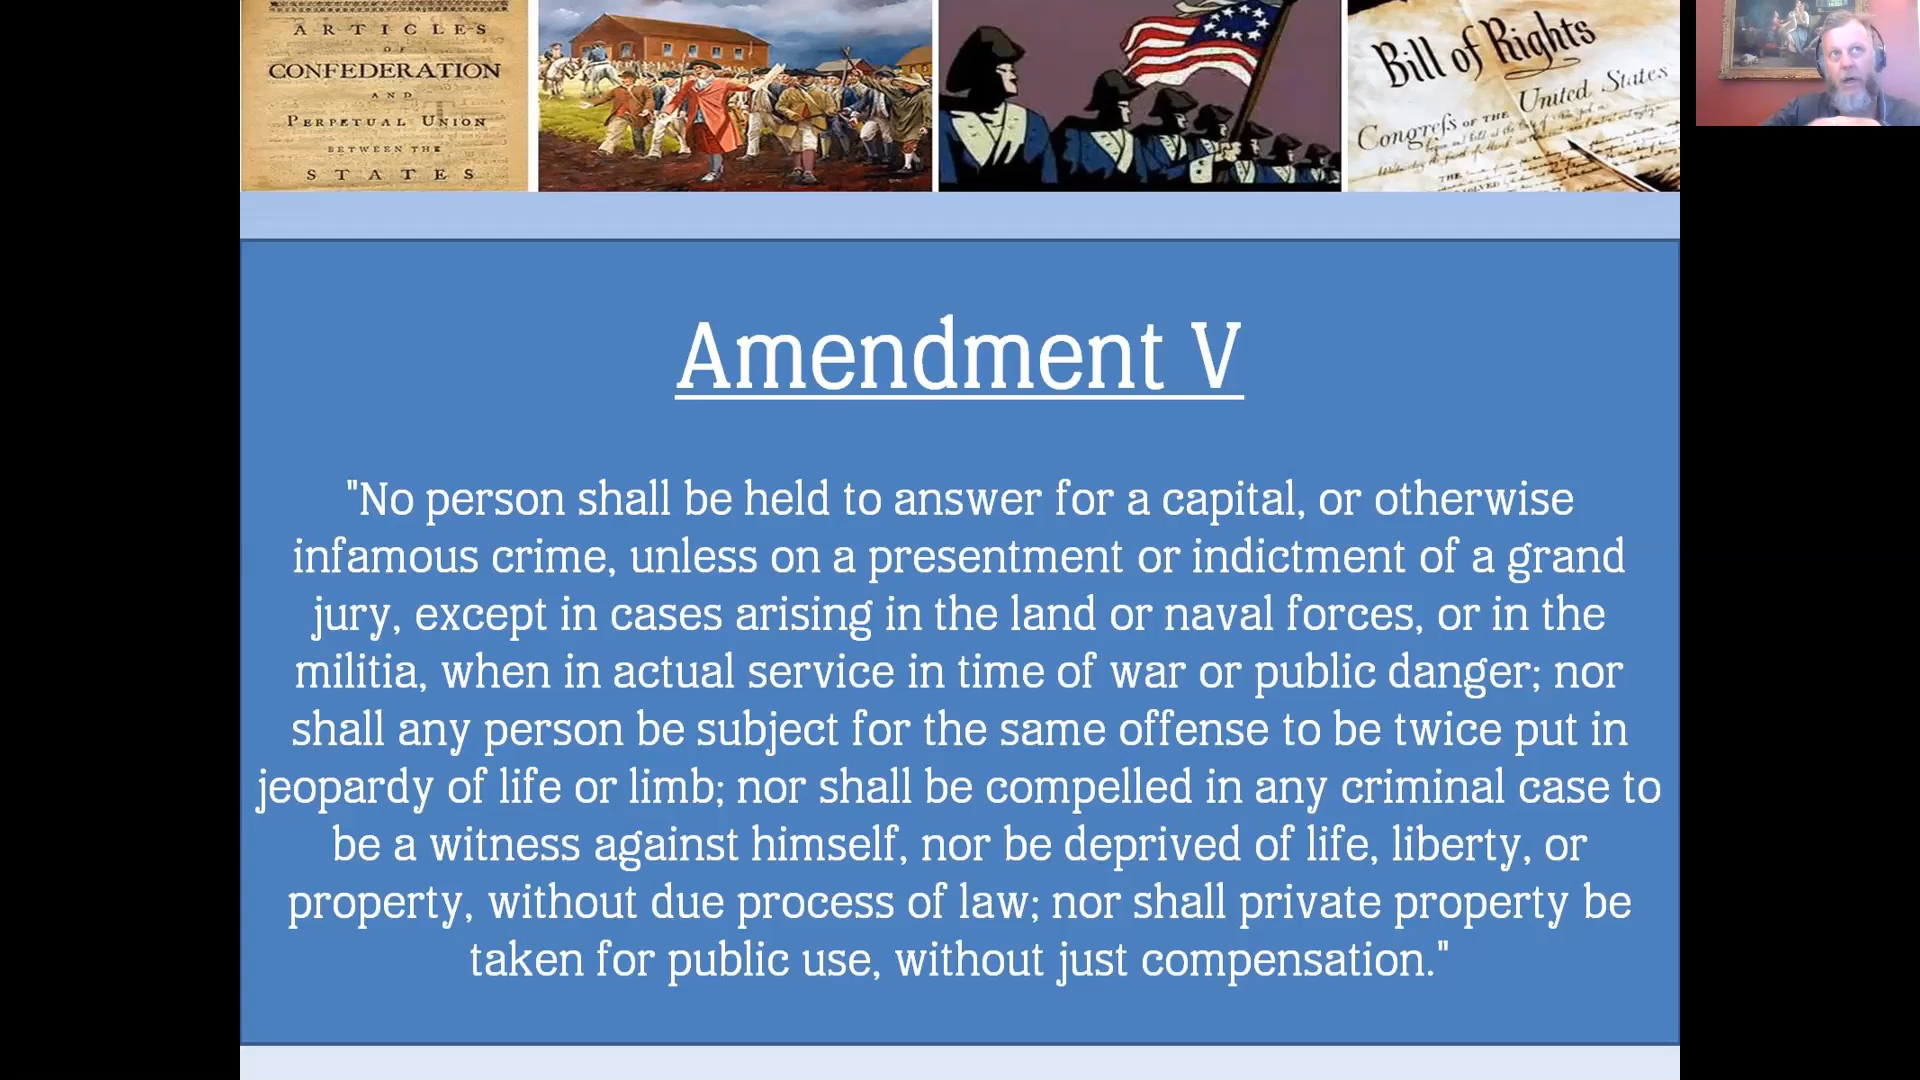 ARTICLES
OF
CONFEDERATION
AND
PERPETUAL UNION
BETWEEN THE
STATES
Bill of Rights
Congrefs OF THE United States
Amendment V
"No person shall be held to answer for a capital, or otherwise
infamous crime, unless on a presentment or indictment of a grand
jury, except in cases arising in the land or naval forces, or in the
militia, when in actual service in time of war or public danger; nor
shall any person be subject for the same offense to be twice put in
jeopardy of life or limb; nor shall be compelled in any criminal case to
be a witness against himself, nor be deprived of life, liberty, or
property, without due process of law; nor shall private property be
taken for public use, without just compensation."